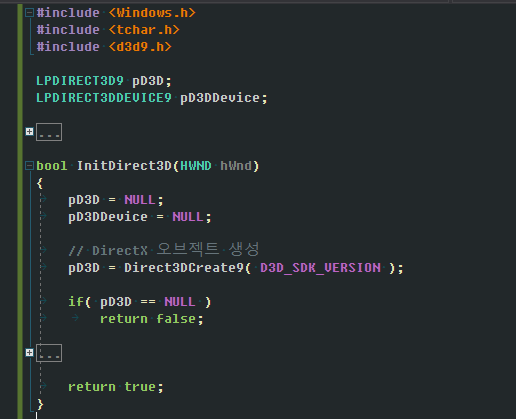 #include <Windows.h>
#include <tchar.h>
#include <d3d9.h>
LPDIRECT3D9 pD3D;
LPDIRECT3DDEVICE9 pD3DDevice;
...
bool InitDirect3D(HWND hWnd)
{
pD3D = NULL;
pD3DDevice = NULL;
// DirectX 오브젝트 생성
pD3D = Direct3DCreate9( D3D_SDK_VERSION );
if( pD3D == NULL )
return false;
...
return true;
}